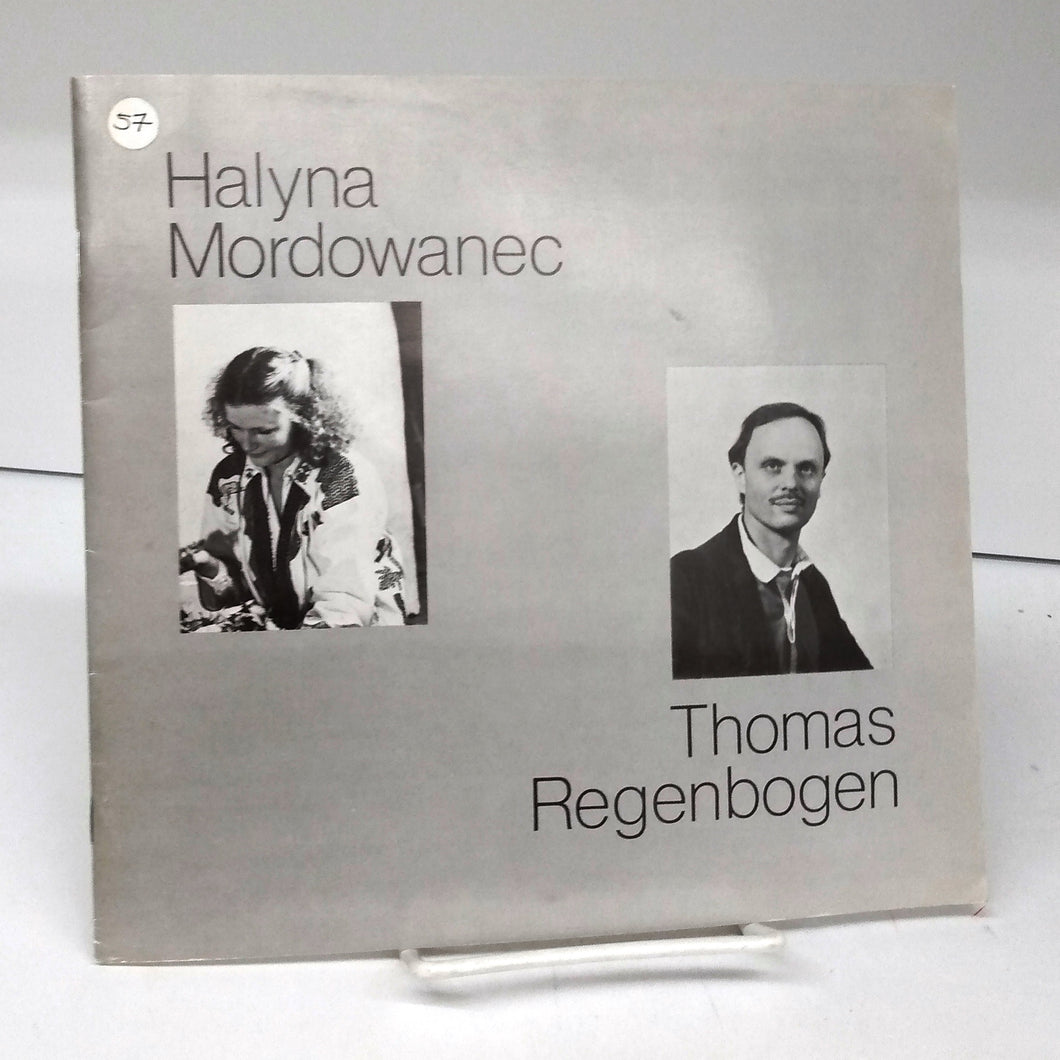 57
Halyna
Mordowanec
Thomas
Regenbogen